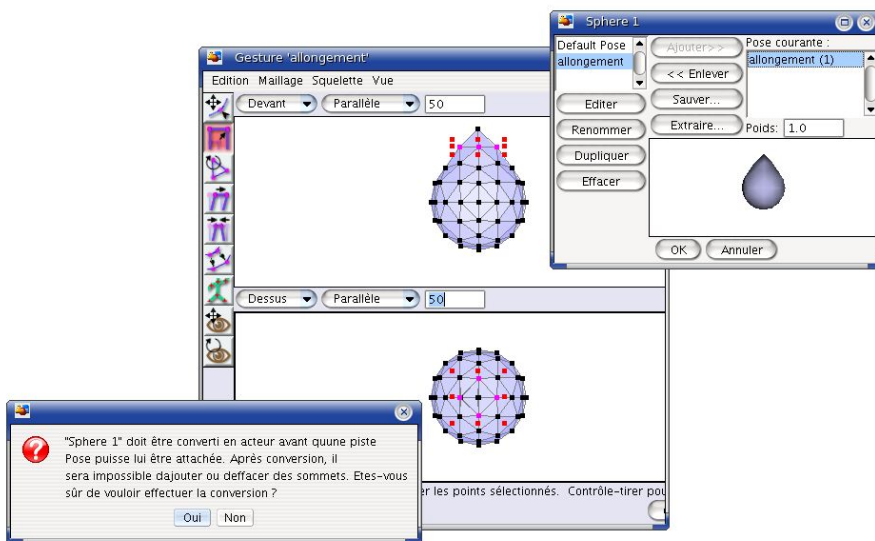 Sphere 1
Default Pose
allongement
Ajouter>>
<< Enlever
Sauver...
Extraire...
Pose courante :
allongement (1)
Poids: 1.0
Editer
Renommer
Dupliquer
Effacer
OK
Annuler
Gesture 'allongement'
Edition Maillage Squelette Vue
Devant Parallèle 50
Dessus Parallèle 50
er les points sélectionnés. Contrôle-tirer pou
"Sphere 1" doit être converti en acteur avant quune piste
Pose puisse lui être attachée. Après conversion, il
sera impossible dajouter ou deffacer des sommets. Etes-vous
sûr de vouloir effectuer la conversion ?
Oui Non